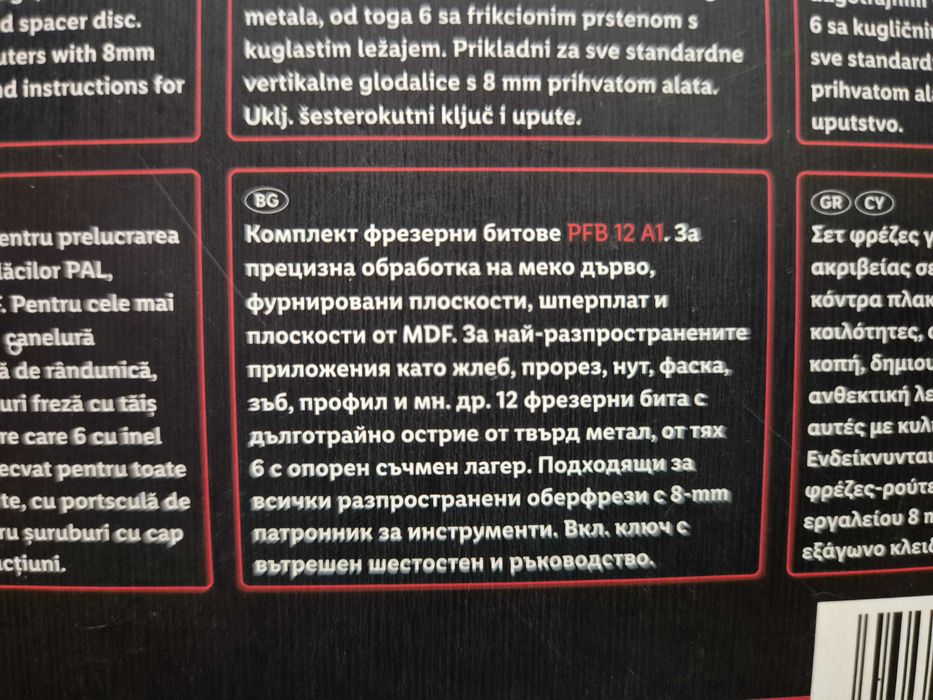 d spacer disc.
uters with 8mm
nd instructions for
metala, od toga 6 sa frikcionim prstenom s
kuglastim ležajem. Prikladni za sve standardne
vertikalne glodalice s 8 mm prihvatom alata.
Uklj. šesterokutni ključ i upute.
6 sa kugličnim
sve standard
prihvatom ala
uputstvo.
entru prelucrarea
lăcilor PAL,
F. Pentru cele mai
canelură
ă de rândunică,
uri freză cu tăiș
re care 6 cu inel
ecvat pentru toate
te, cu portsculă de
ru șuruburi cu cap
cțiuni.
BG
Комплект фрезерни битове PFB 12 A1. За
прецизна обработка на меко дърво,
фурнировани плоскости, шперплат и
плоскости от MDF. За най-разпространените
приложения като жлеб, прорез, нут, фаска,
зъб, профил и мн. др. 12 фрезерни бита с
дълготрайно острие от твърд метал, от тях
6 с опорен съчмен лагер. Подходящи за
всички разпространени оберфрези с 8-mm
патронник за инструменти. Вкл. ключ с
вътрешен шестостен и ръководство.
GR CY
Σετ φρέζες γ
ακριβείας σε
κόντρα πλακ
κοιλότητες, α
κοπή, δημιου
ανθεκτική λε
αυτές με κυλ
Ενδείκνυνται
φρέζες-ρούτε
εργαλείου 8 m
εξάγωνο κλειδ